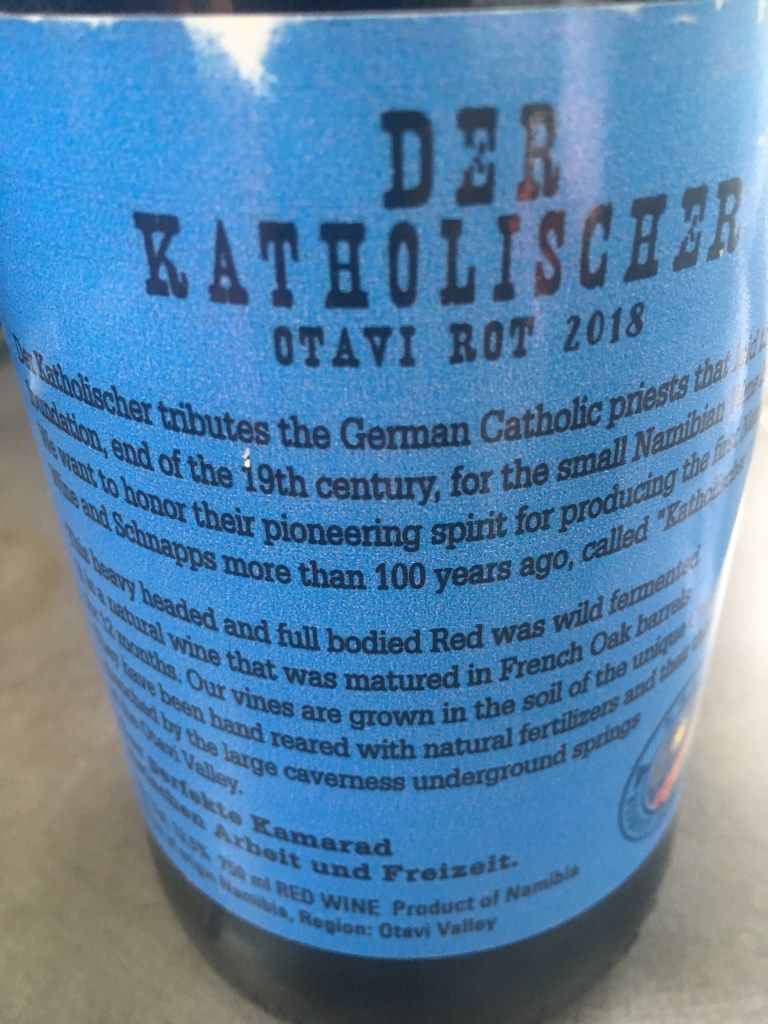 DER
KATHOLISCHER
OTAVI ROT 2018
Der Katholischer tributes the German Catholic priests that
foundation, end of the 19th century, for the small Namibian
We want to honor their pioneering spirit for producing the
Wine and Schnapps more than 100 years ago, called "Katholischer
This heavy headed and full bodied Red was wild fermented
a natural wine that was matured in French Oak barrels
12 months. Our vines are grown in the soil of the unique
have been hand reared with natural fertilizers and
by the large caverness underground springs
Otavi Valley.
Perfekte Kamarad
Arbeit und Freizeit.
750 ml RED WINE Product of Namibia
Namibia, Region: Otavi Valley